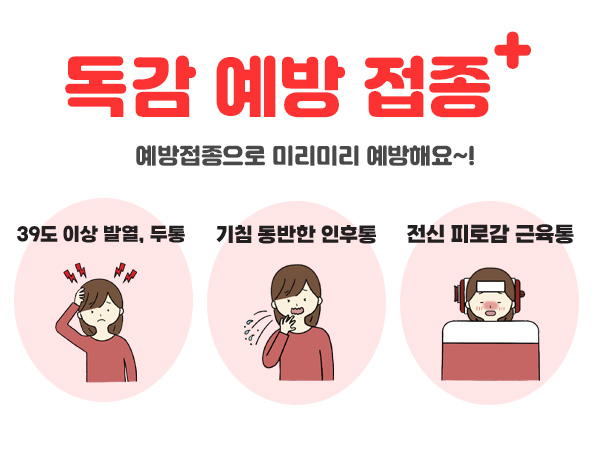 독감 예방 접종+
예방접종으로 미리미리 예방해요~!
39도 이상 발열, 두통
기침 동반한 인후통
전신 피로감 근육통